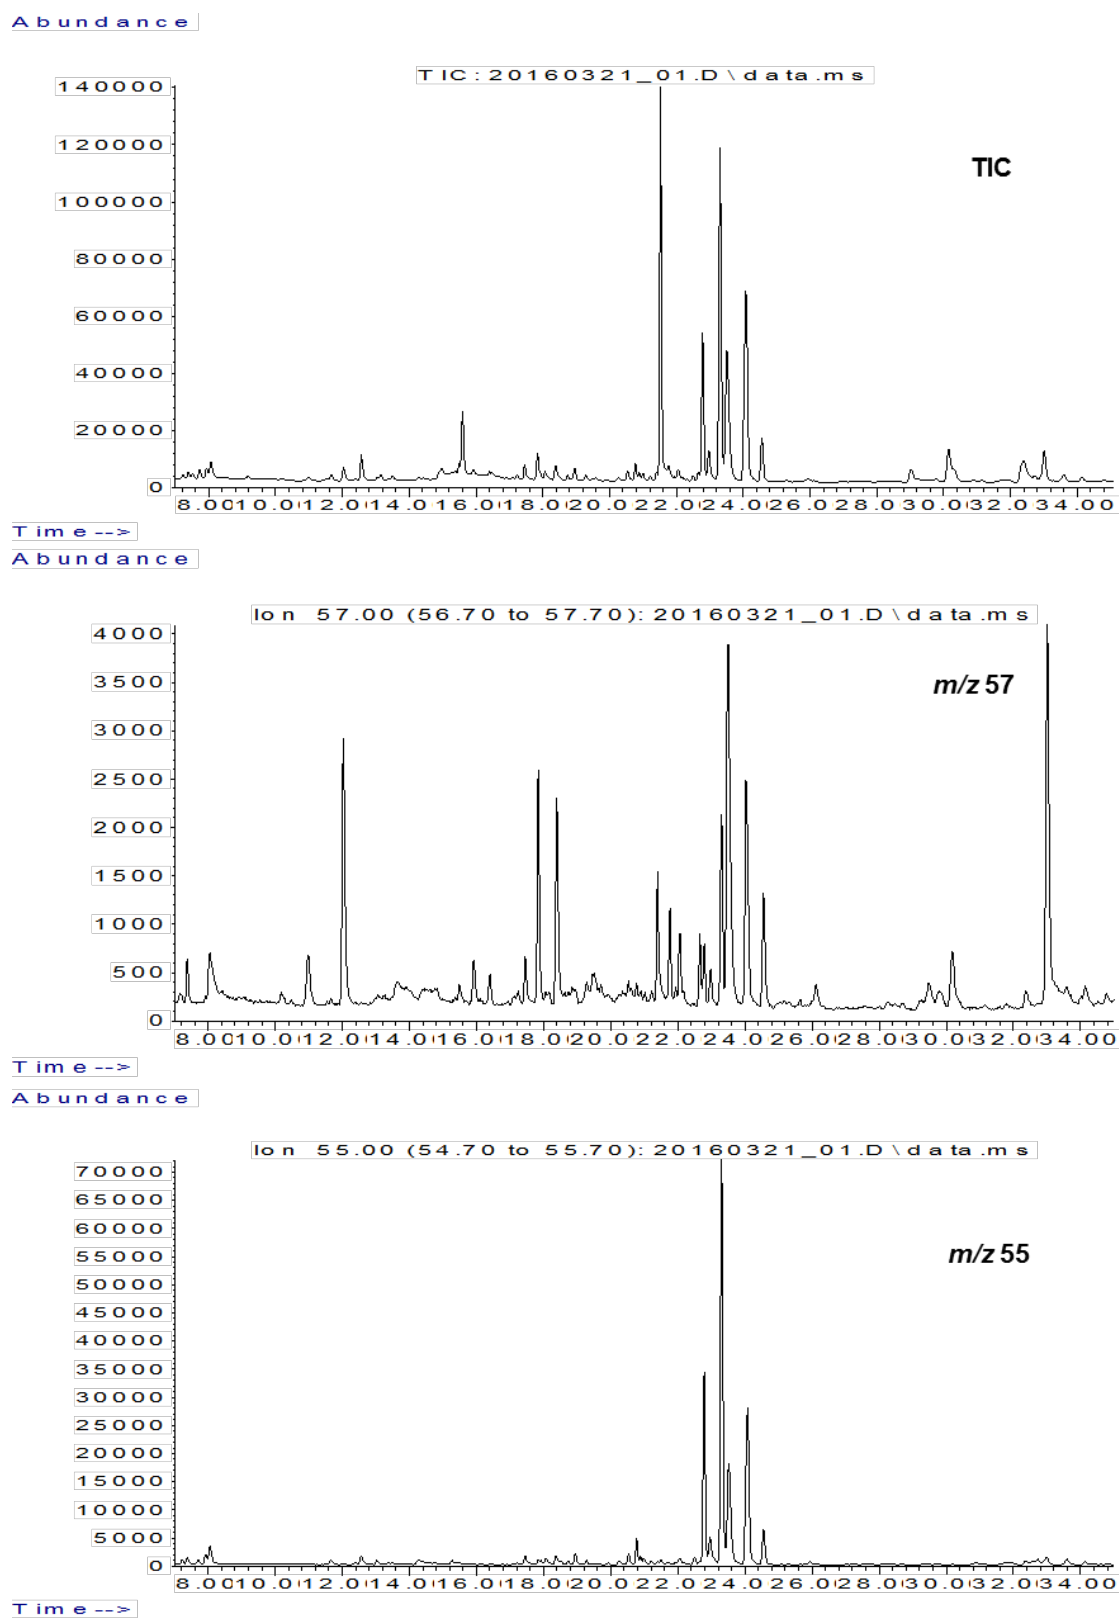 Abundance
TIC: 20160321_01.D\data.ms
140000
120000
TIC
100000
80000
60000
40000
20000
0
8.00 10.00 12.00 14.00 16.00 18.00 20.00 22.00 24.00 26.00 28.00 30.00 32.00 34.00
Time-->
Abundance
Ion 57.00 (56.70 to 57.70): 20160321_01.D\data.ms
4000
3500
m/z 57
3000
2500
2000
1500
1000
500
0
8.00 10.00 12.00 14.00 16.00 18.00 20.00 22.00 24.00 26.00 28.00 30.00 32.00 34.00
Time-->
Abundance
Ion 55.00 (54.70 to 55.70): 20160321_01.D\data.ms
70000
65000
60000
55000
m/z 55
50000
45000
40000
35000
30000
25000
20000
15000
10000
5000
0
8.00 10.00 12.00 14.00 16.00 18.00 20.00 22.00 24.00 26.00 28.00 30.00 32.00 34.00
Time-->